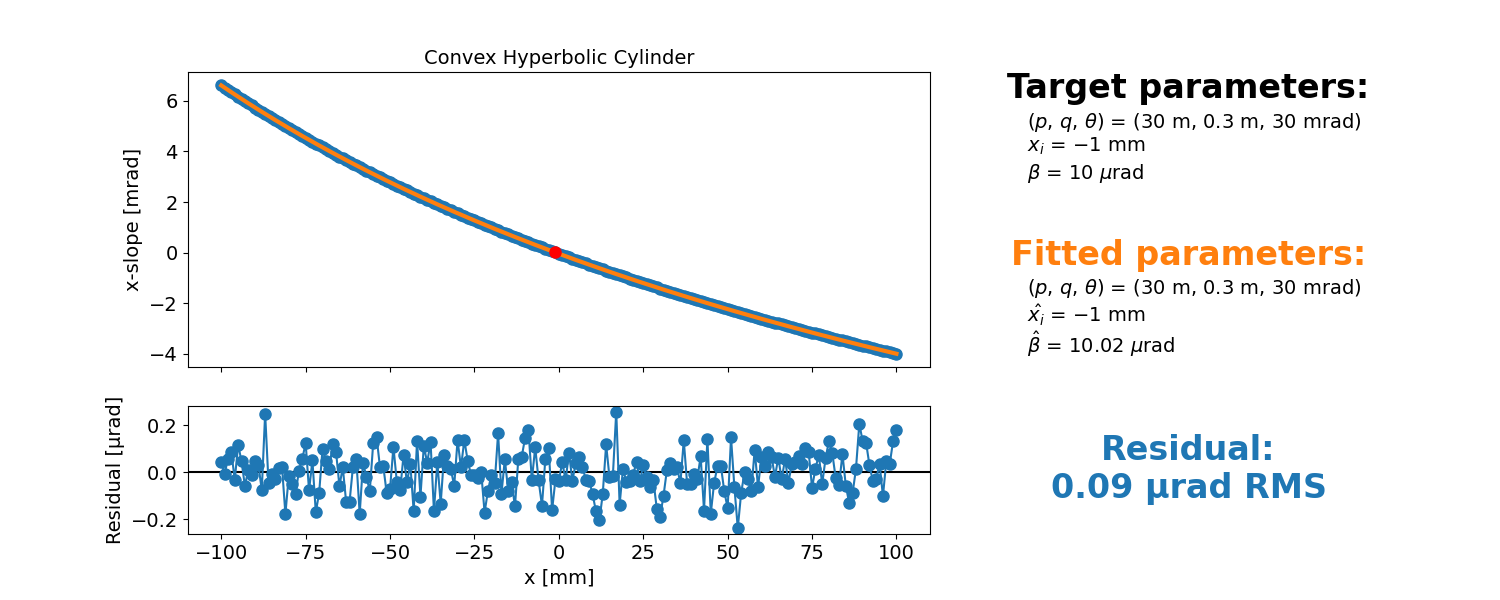 Convex Hyperbolic Cylinder
x-slope [mrad]
6
4
2
0
−2
−4
Residual [μrad]
0.2
0.0
−0.2
−100 −75 −50 −25 0 25 50 75 100
x [mm]
Target parameters:
(p, q, θ) = (30 m, 0.3 m, 30 mrad)
xᵢ = −1 mm
β = 10 μrad
Fitted parameters:
(p, q, θ) = (30 m, 0.3 m, 30 mrad)
x̂ᵢ = −1 mm
β̂ = 10.02 μrad
Residual:
0.09 μrad RMS